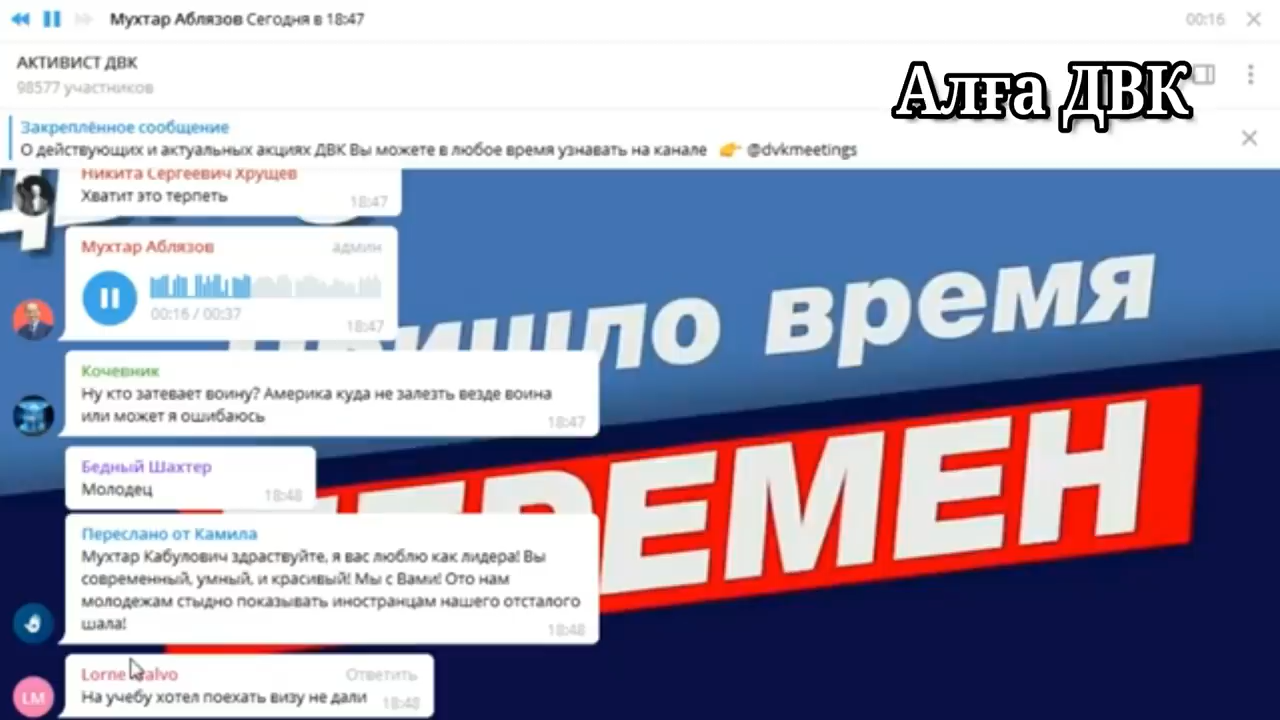 Мухтар Аблязов Сегодня в 18:47
00:16
АКТИВИСТ ДВК
98577 участников
Алға ДВК
Закреплённое сообщение
О действующих и актуальных акциях ДВК Вы можете в любое время узнавать на канале 👉 @dvkmeetings
Никита Сергеевич Хрущев
Хватит это терпеть
18:47
Мухтар Аблязов
админ
00:16 / 00:37
18:47
Пришло время
ПЕРЕМЕН
Кочевник
Ну кто затевает воину? Америка куда не залезть везде воина
или может я ошибаюсь
18:47
Бедный Шахтер
Молодец
18:48
Переслано от Камила
Мухтар Кабулович здраствуйте, я вас люблю как лидера! Вы
современный, умный, и красивый! Мы с Вами! Ото нам
молодежам стыдно показывать иностранцам нашего отсталого
шала!
18:48
LM
Lorne
Ответить
На учебу хотел поехать визу не дали
18:48